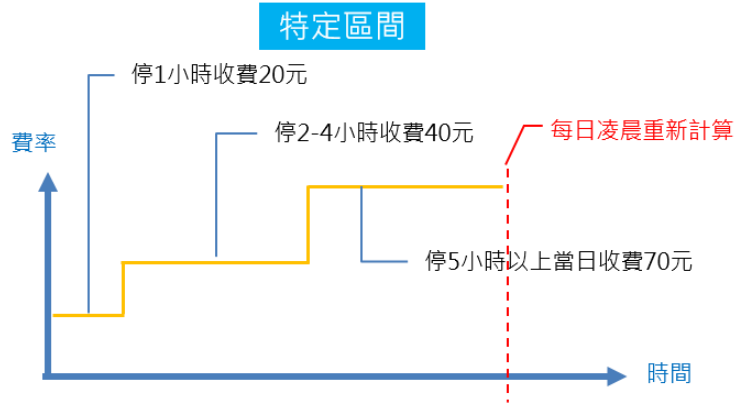 特定區間
停1小時收費20元
停2-4小時收費40元
每日凌晨重新計算
費率
停5小時以上當日收費70元
時間